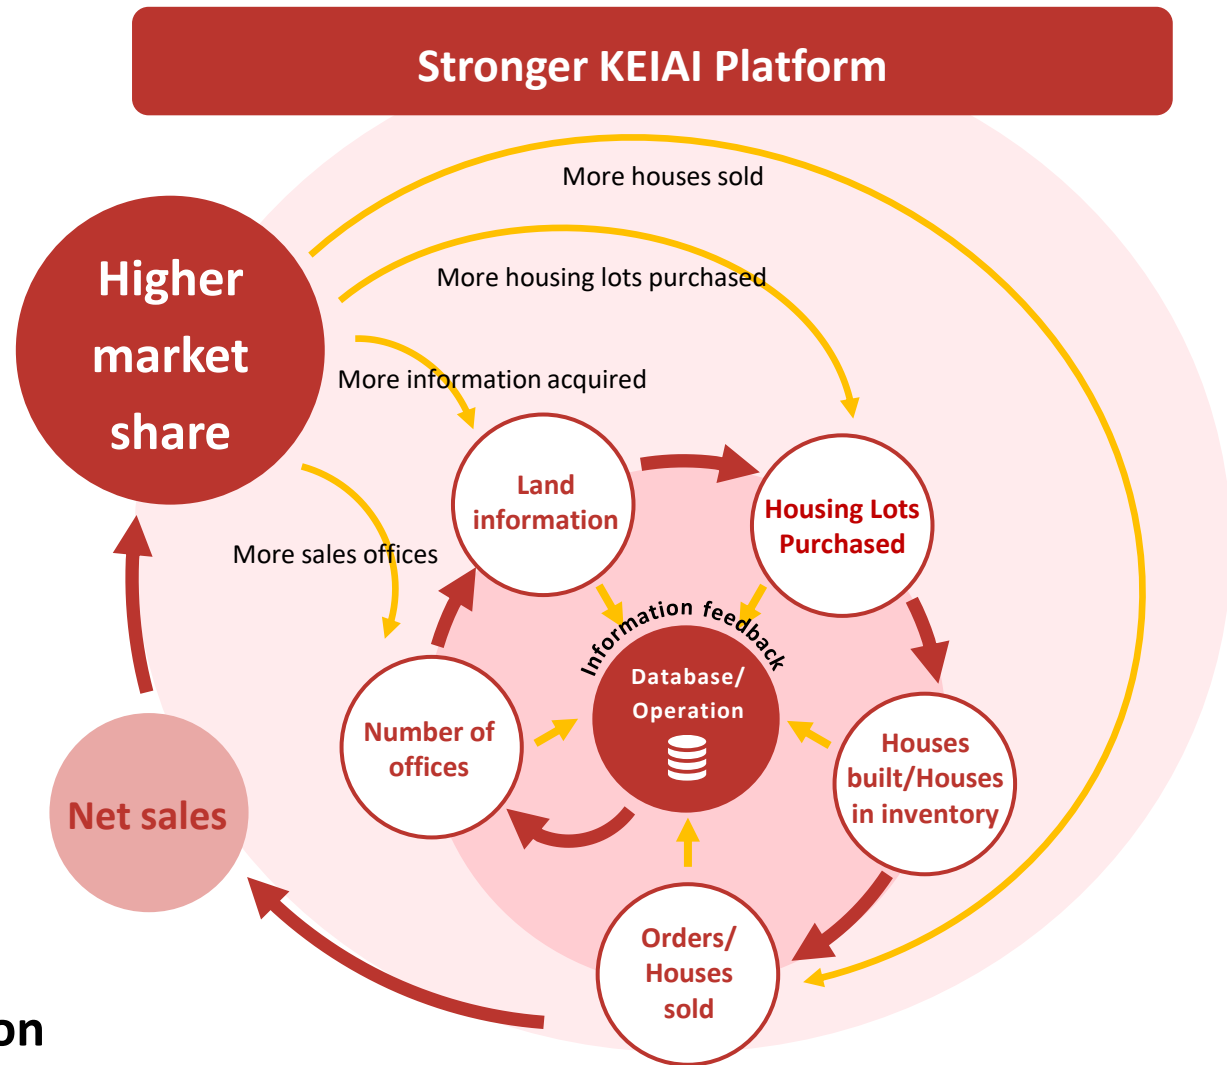 Stronger KEIAI Platform
More houses sold
Higher
market
share
More housing lots purchased
More information acquired
Land
information
Housing Lots
Purchased
More sales offices
Information feedback
Database/
Operation
Number of
offices
Houses
built/Houses
in inventory
Net sales
Orders/
Houses
sold
on